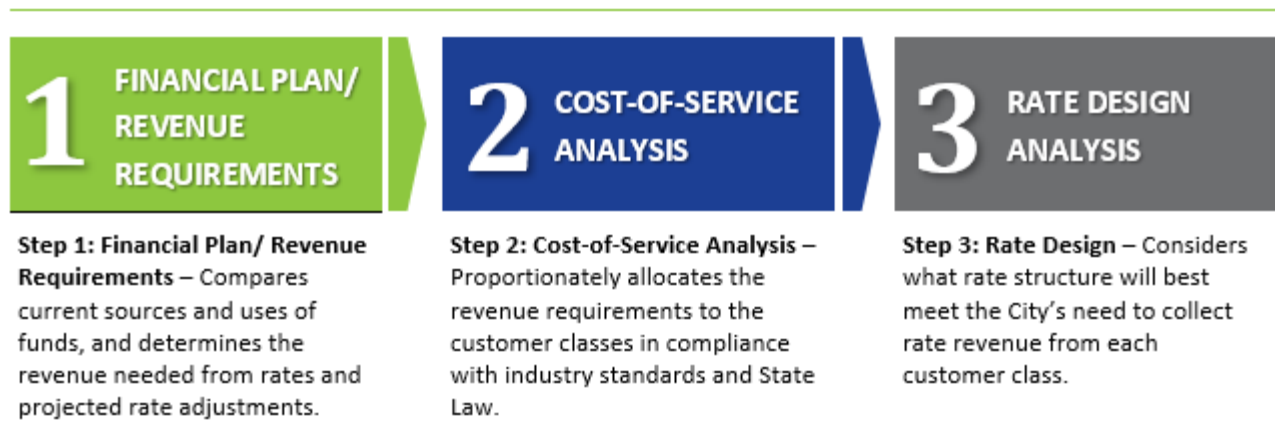 1
FINANCIAL PLAN/
REVENUE
REQUIREMENTS
2
COST-OF-SERVICE
ANALYSIS
3
RATE DESIGN
ANALYSIS
Step 1: Financial Plan/ Revenue
Requirements – Compares
current sources and uses of
funds, and determines the
revenue needed from rates and
projected rate adjustments.
Step 2: Cost-of-Service Analysis –
Proportionately allocates the
revenue requirements to the
customer classes in compliance
with industry standards and State
Law.
Step 3: Rate Design – Considers
what rate structure will best
meet the City’s need to collect
rate revenue from each
customer class.